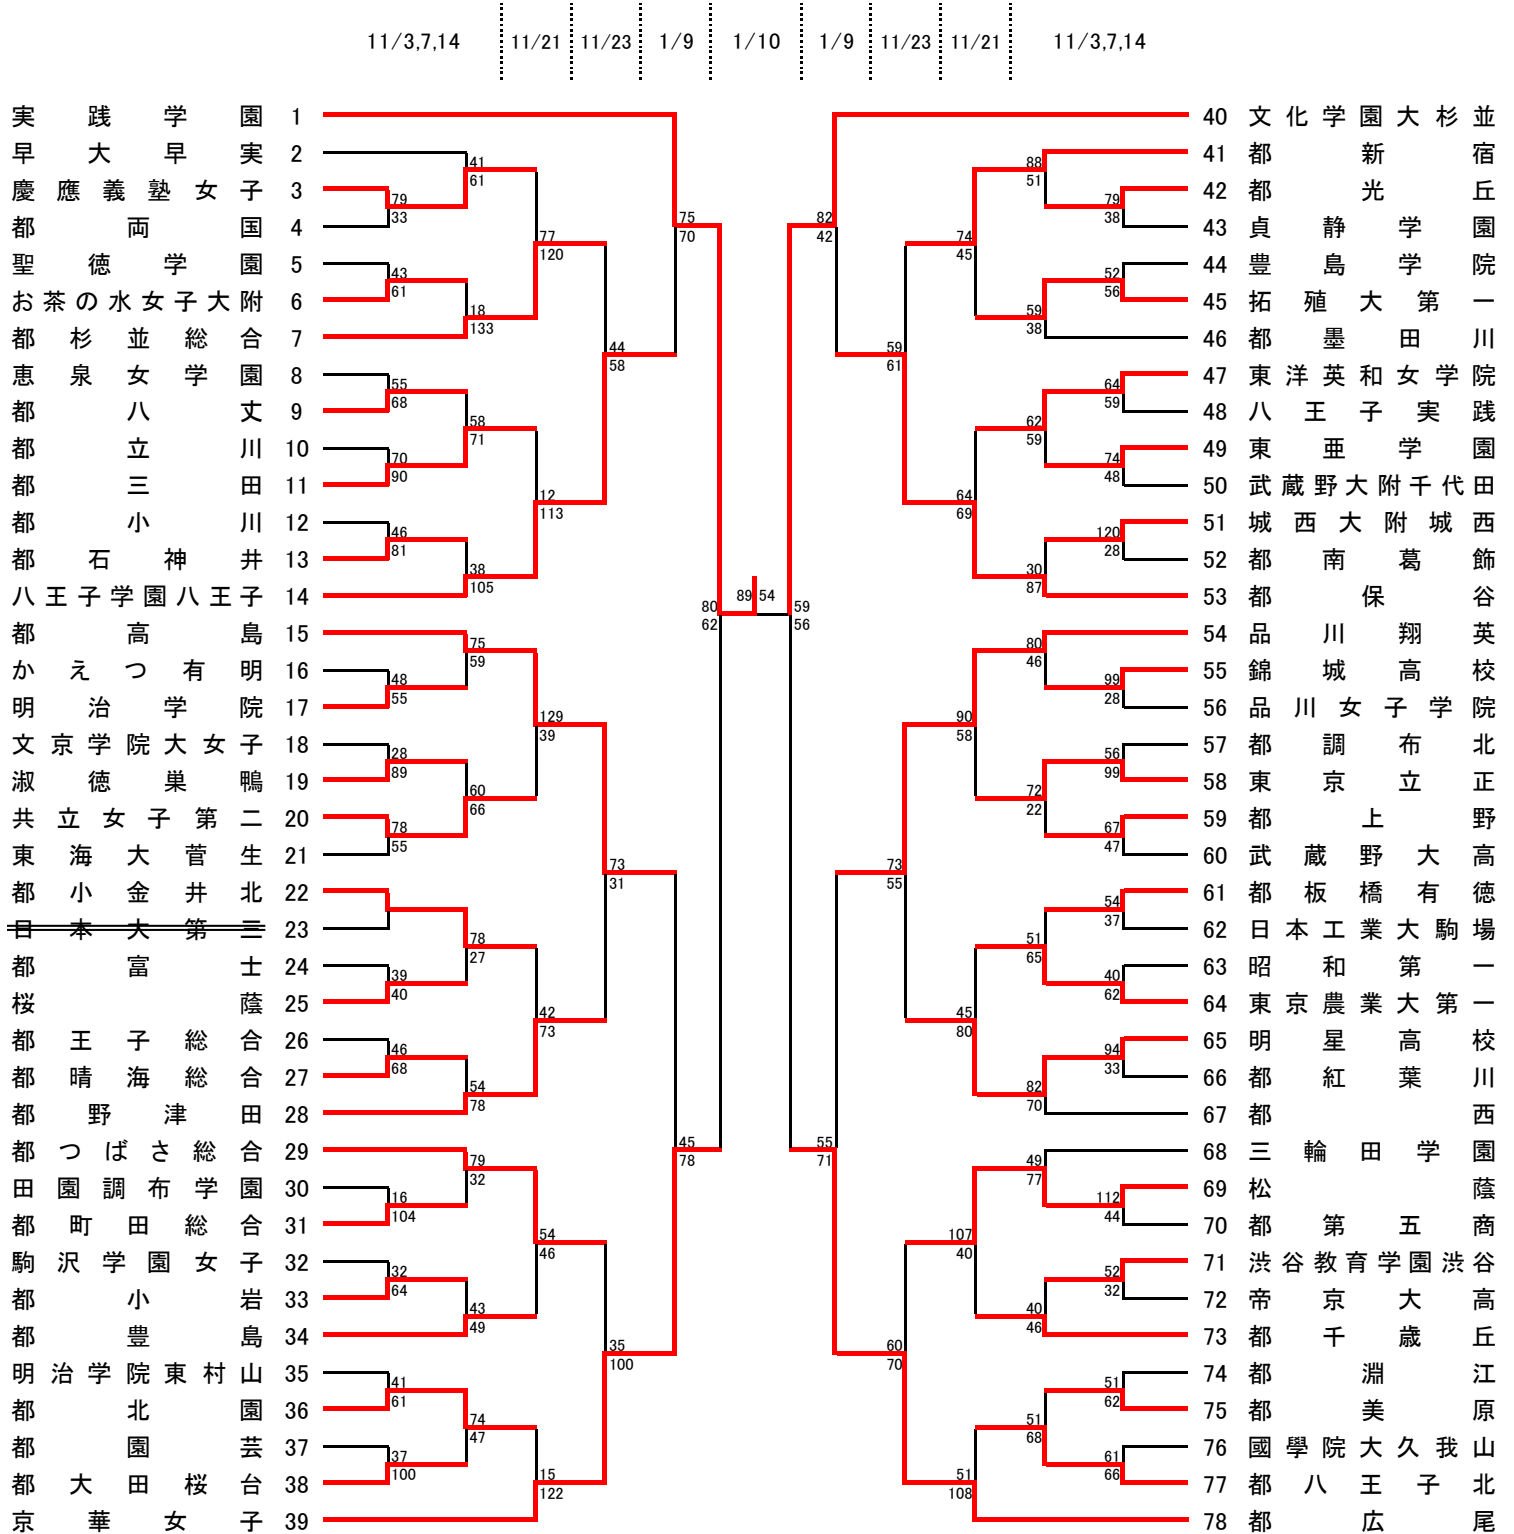 11/3,7,14 11/21 11/23 1/9 1/10 1/9 11/23 11/21 11/3,7,14
実践学園 1
早大早実 2
慶應義塾女子 3
都両国 4
聖徳学園 5
お茶の水女子大附 6
都杉並総合 7
恵泉女学園 8
都八丈 9
都立川 10
都三田 11
都小川 12
都石神井 13
八王子学園八王子 14
都高島 15
かえつ有明 16
明治学院 17
文京学院大女子 18
淑徳巣鴨 19
共立女子第二 20
東海大菅生 21
都小金井北 22
日本大第三 23
都富士 24
桜蔭 25
都王子総合 26
都晴海総合 27
都野津田 28
都つばさ総合 29
田園調布学園 30
都町田総合 31
駒沢学園女子 32
都小岩 33
都豊島 34
明治学院東村山 35
都北園 36
都園芸 37
都大田桜台 38
京華女子 39
79
33
43
61
55
68
70
90
46
81
48
55
28
89
78
55
39
40
46
68
16
104
32
64
41
61
37
100
41
61
18
133
58
71
38
105
75
59
60
66
78
27
54
78
79
32
43
49
74
47
77
120
12
113
129
39
42
73
54
46
15
122
44
58
73
31
35
100
75
70
45
78
80
62
89 54
59
56
82
42
55
71
59
61
73
55
60
70
74
45
64
69
90
58
45
80
107
40
51
108
88
51
59
38
62
59
30
87
80
46
72
22
51
65
82
70
49
77
40
46
51
68
79
38
52
56
64
59
74
48
120
28
99
28
56
99
67
47
54
37
40
62
94
33
112
44
52
32
51
62
61
66
40 文化学園大杉並
41 都新宿
42 都光丘
43 貞静学園
44 豊島学院
45 拓殖大第一
46 都墨田川
47 東洋英和女学院
48 八王子実践
49 東亜学園
50 武蔵野大附千代田
51 城西大附城西
52 都南葛飾
53 都保谷
54 品川翔英
55 錦城高校
56 品川女子学院
57 都調布北
58 東京立正
59 都上野
60 武蔵野大高
61 都板橋有徳
62 日本工業大駒場
63 昭和第一
64 東京農業大第一
65 明星高校
66 都紅葉川
67 都西
68 三輪田学園
69 松蔭
70 都第五商
71 渋谷教育学園渋谷
72 帝京大高
73 都千歳丘
74 都淵江
75 都美原
76 國學院大久我山
77 都八王子北
78 都広尾